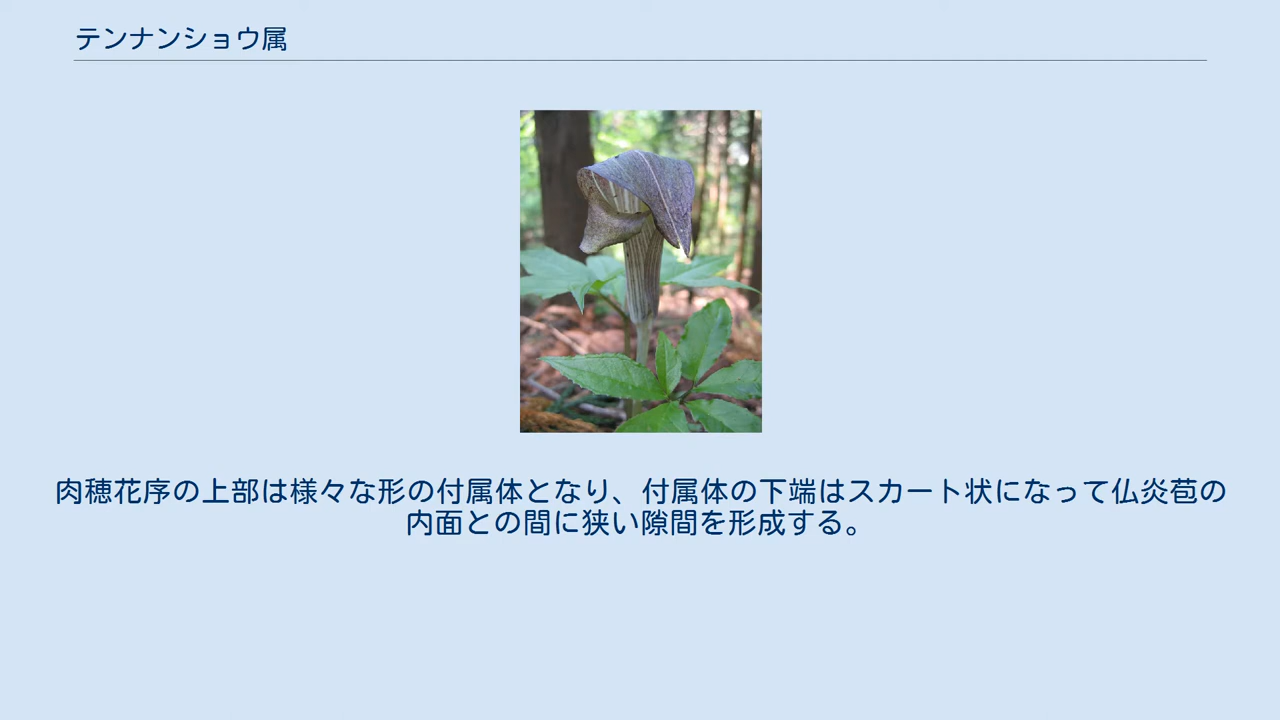 テンナンショウ属
肉穂花序の上部は様々な形の付属体となり、付属体の下端はスカート状になって仏炎苞の
内面との間に狭い隙間を形成する。